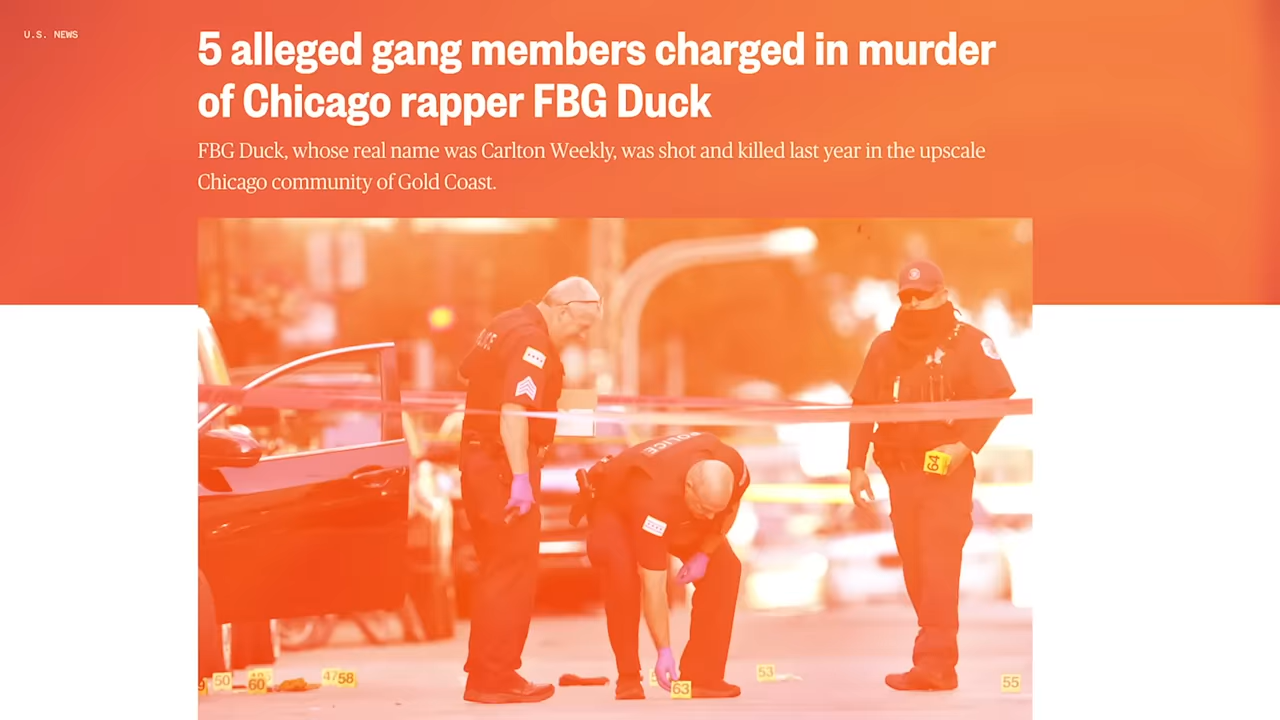 U.S. NEWS
5 alleged gang members charged in murder
of Chicago rapper FBG Duck
FBG Duck, whose real name was Carlton Weekly, was shot and killed last year in the upscale
Chicago community of Gold Coast.
POLICE
64
50
60
47
58
63
53
55